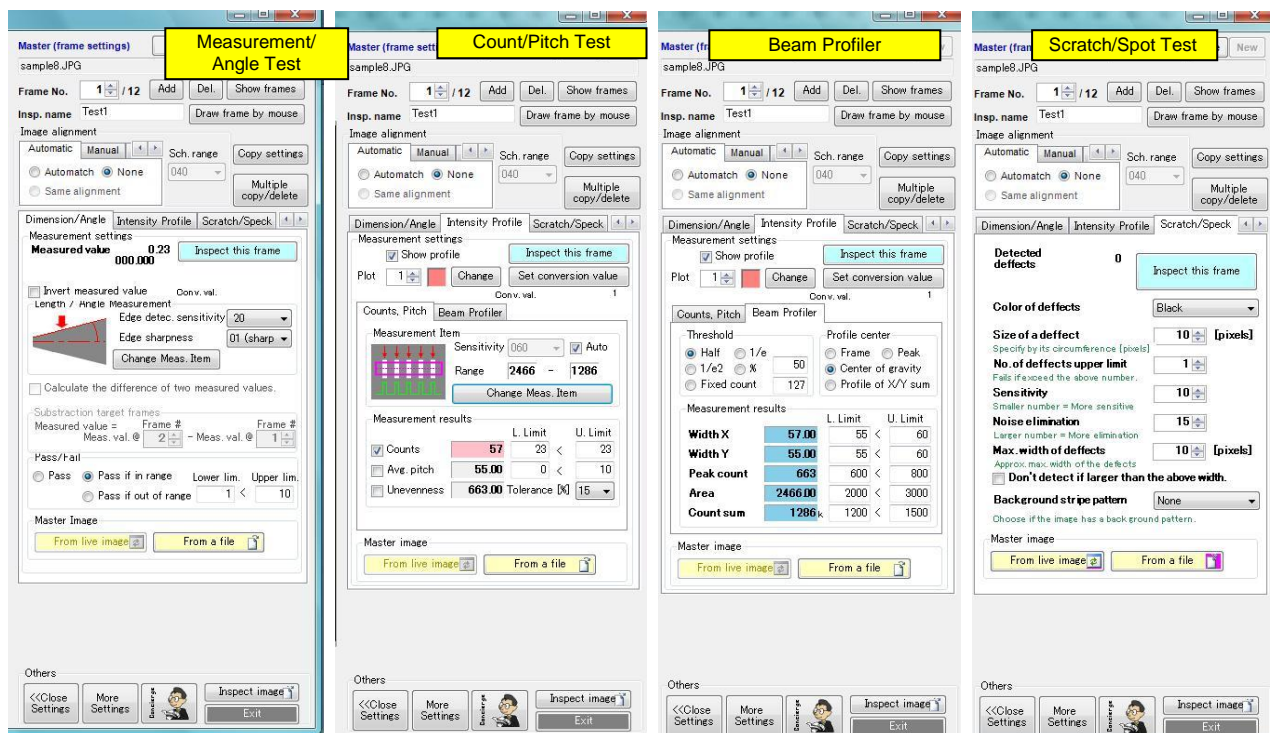 Measurement/
Angle Test
Master (frame settings)
sample8.JPG
Frame No. 1 / 12 Add Del. Show frames
Insp. name Test1 Draw frame by mouse
Image alignment
Automatic Manual Sch. range Copy settings
Automatch None 040
Same alignment Multiple copy/delete
Dimension/Angle Intensity Profile Scratch/Speck
Measurement settings
Measured value 0.23 Inspect this frame
000.000
Invert measured value Conv. val.
Length / Angle Measurement
Edge detec. sensitivity 20
Edge sharpness 01 (sharp
Change Meas. Item
Calculate the difference of two measured values.
Substraction target frames
Measured value = Frame # Frame #
Meas. val. @ 2 - Meas. val. @ 1
Pass/Fail
Pass Pass if in range Lower lim. Upper lim.
Pass if out of range 1 < 10
Master Image
From live image From a file
Others
<<Close Settings More Settings Concierge Inspect image
Exit
Count/Pitch Test
Master (frame sett
sample8.JPG
Frame No. 1 / 12 Add Del. Show frames
Insp. name Test1 Draw frame by mouse
Image alignment
Automatic Manual Sch. range Copy settings
Automatch None 040
Same alignment Multiple copy/delete
Dimension/Angle Intensity Profile Scratch/Speck
Measurement settings
Show profile Inspect this frame
Plot 1 Change Set conversion value
Conv. val. 1
Counts, Pitch Beam Profiler
Measurement Item
Sensitivity 060 Auto
Range 2466 - 1286
Change Meas. Item
Measurement results
L. Limit U. Limit
Counts 57 23 < 23
Avg. pitch 55.00 0 < 10
Unevenness 663.00 Tolerance [%] 15
Master image
From live image From a file
Others
<<Close Settings More Settings Concierge Inspect image
Exit
Beam Profiler
Master (fr
sample8.JPG
Frame No. 1 / 12 Add Del. Show frames
Insp. name Test1 Draw frame by mouse
Image alignment
Automatic Manual Sch. range Copy settings
Automatch None 040
Same alignment Multiple copy/delete
Dimension/Angle Intensity Profile Scratch/Speck
Measurement settings
Show profile Inspect this frame
Plot 1 Change Set conversion value
Conv. val. 1
Counts, Pitch Beam Profiler
Threshold Profile center
Half 1/e Frame Peak
1/e2 % 50 Center of gravity
Fixed count 127 Profile of X/Y sum
Measurement results
L. Limit U. Limit
Width X 57.00 55 < 60
Width Y 55.00 55 < 60
Peak count 663 600 < 800
Area 2466.00 2000 < 3000
Count sum 1286 k 1200 < 1500
Master image
From live image From a file
Others
<<Close Settings More Settings Concierge Inspect image
Exit
Scratch/Spot Test
Master (fran New
sample8.JPG
Frame No. 1 / 12 Add Del. Show frames
Insp. name Test1 Draw frame by mouse
Image alignment
Automatic Manual Sch. range Copy settings
Automatch None 040
Same alignment Multiple copy/delete
Dimension/Angle Intensity Profile Scratch/Speck
Detected deffects 0 Inspect this frame
Color of deffects Black
Size of a deffect 10 [pixels]
Specify by its circumference [pixels]
No. of deffects upper limit 1
Fails if exceed the above number.
Sensitivity 10
Smaller number = More sensitive
Noise elimination 15
Larger number = More elimination
Max. width of defects 10 [pixels]
Approx. max. width of the defects
Don't detect if larger than the above width.
Background stripe pattern None
Choose if the image has a back ground pattern.
Master image
From live image From a file
Others
<<Close Settings More Settings Concierge Inspect image
Exit